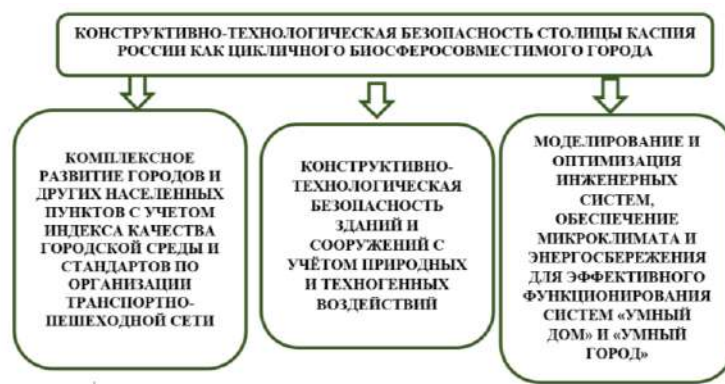 КОНСТРУКТИВНО-ТЕХНОЛОГИЧЕСКАЯ БЕЗОПАСНОСТЬ СТОЛИЦЫ КАСПИЯ
РОССИИ КАК ЦИКЛИЧНОГО БИОСФЕРОСОВМЕСТИМОГО ГОРОДА
КОМПЛЕКСНОЕ
РАЗВИТИЕ ГОРОДОВ И
ДРУГИХ НАСЕЛЕННЫХ
ПУНКТОВ С УЧЕТОМ
ИНДЕКСА КАЧЕСТВА
ГОРОДСКОЙ СРЕДЫ И
СТАНДАРТОВ ПО
ОРГАНИЗАЦИИ
ТРАНСПОРТНО-
ПЕШЕХОДНОЙ СЕТИ
КОНСТРУКТИВНО-
ТЕХНОЛОГИЧЕСКАЯ
БЕЗОПАСНОСТЬ
ЗДАНИЙ И
СООРУЖЕНИЙ С
УЧЁТОМ ПРИРОДНЫХ
И ТЕХНОГЕННЫХ
ВОЗДЕЙСТВИЙ
МОДЕЛИРОВАНИЕ И
ОПТИМИЗАЦИЯ
ИНЖЕНЕРНЫХ
СИСТЕМ,
ОБЕСПЕЧЕНИЕ
МИКРОКЛИМАТА И
ЭНЕРГОСБЕРЕЖЕНИЯ
ДЛЯ ЭФФЕКТИВНОГО
ФУНКЦИОНИРОВАНИЯ
СИСТЕМ «УМНЫЙ
ДОМ» И «УМНЫЙ
ГОРОД»